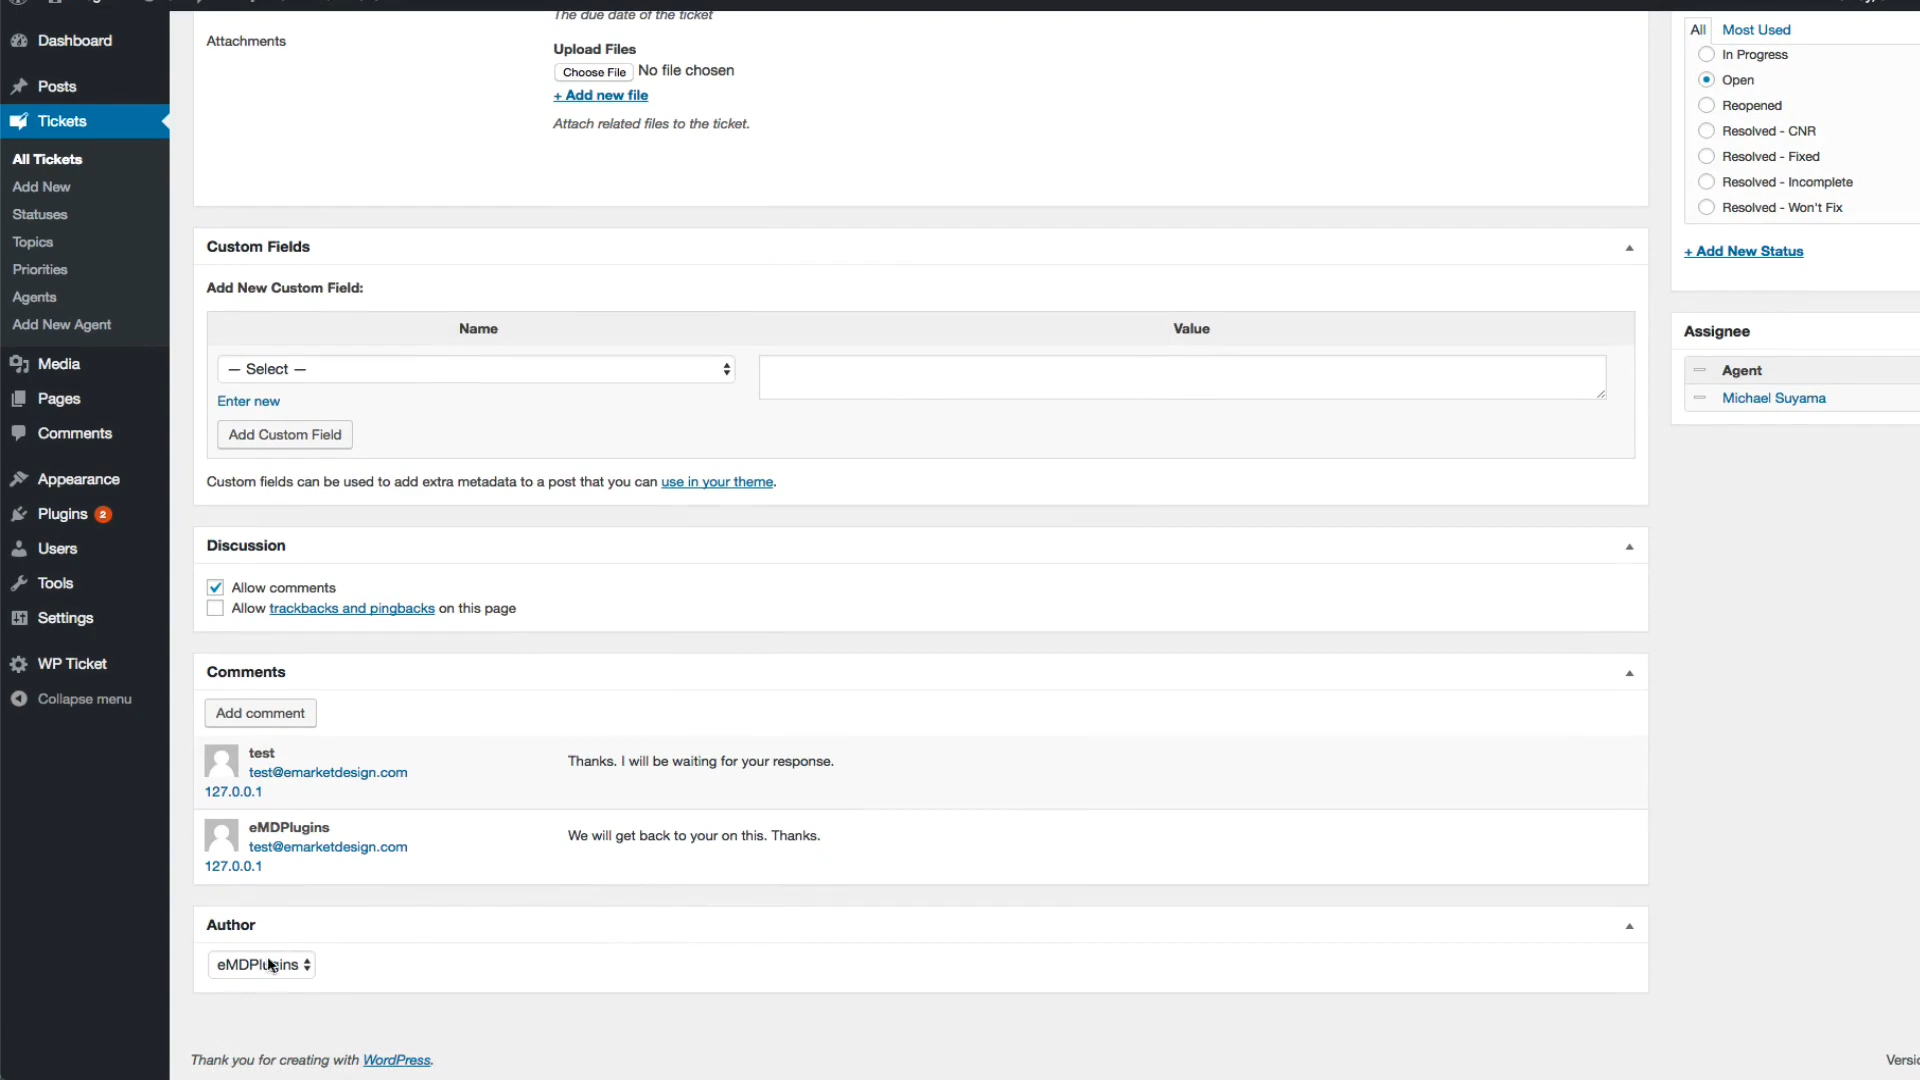 Dashboard
Posts
Tickets
All Tickets
Add New
Statuses
Topics
Priorities
Agents
Add New Agent
Media
Pages
Comments
Appearance
Plugins 2
Users
Tools
Settings
WP Ticket
Collapse menu
The due date of the ticket
Attachments
Upload Files
Choose File No file chosen
+ Add new file
Attach related files to the ticket.
Custom Fields
Add New Custom Field:
Name Value
— Select —
Enter new
Add Custom Field
Custom fields can be used to add extra metadata to a post that you can use in your theme.
Discussion
Allow comments
Allow trackbacks and pingbacks on this page
Comments
Add comment
test
test@emarketdesign.com
127.0.0.1
Thanks. I will be waiting for your response.
eMDPlugins
test@emarketdesign.com
127.0.0.1
We will get back to your on this. Thanks.
Author
eMDPlugins
Thank you for creating with WordPress.
All Most Used
In Progress
Open
Reopened
Resolved - CNR
Resolved - Fixed
Resolved - Incomplete
Resolved - Won't Fix
+ Add New Status
Assignee
Agent
Michael Suyama